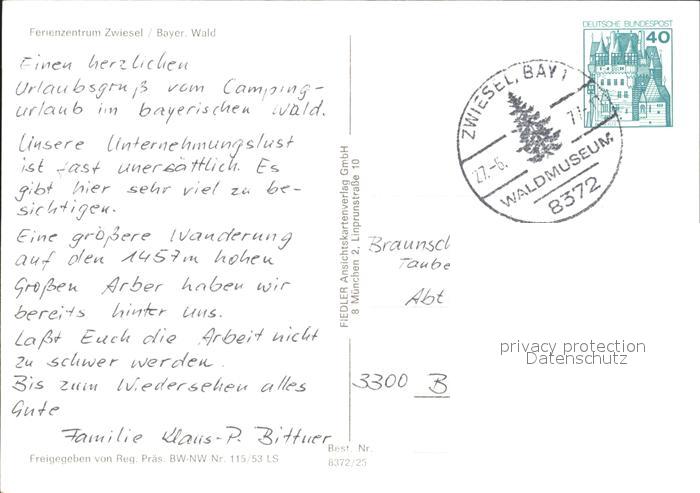 Ferienzentrum Zwiesel / Bayer. Wald
Einen herzlichen
Urlaubsgruß vom Camping-
urlaub im bayerischen Wald.
Unsere Unternehmungslust
ist fast unersättlich. Es
gibt hier sehr viel zu be-
sichtigen.
Eine größere Wanderung
auf den 1457m hohen
Großen Arber haben wir
bereits hinter uns.
Laßt Euch die Arbeit nicht
zu schwer werden.
Bis zum Wiedersehen alles
Gute
Familie Klaus-P. Bittner
Freigegeben von Reg. Präs. BW-NW Nr. 115/53 LS
Best. Nr.
8372/25
FIEDLER Ansichtskartenverlag GmbH
8 München 2, Linprunstraße 10
DEUTSCHE BUNDESPOST
40
ZWIESEL, BAY
27.-6.
WALDMUSEUM
8372
Braunsch
Taube
Abt
3300 B
privacy protection
Datenschutz